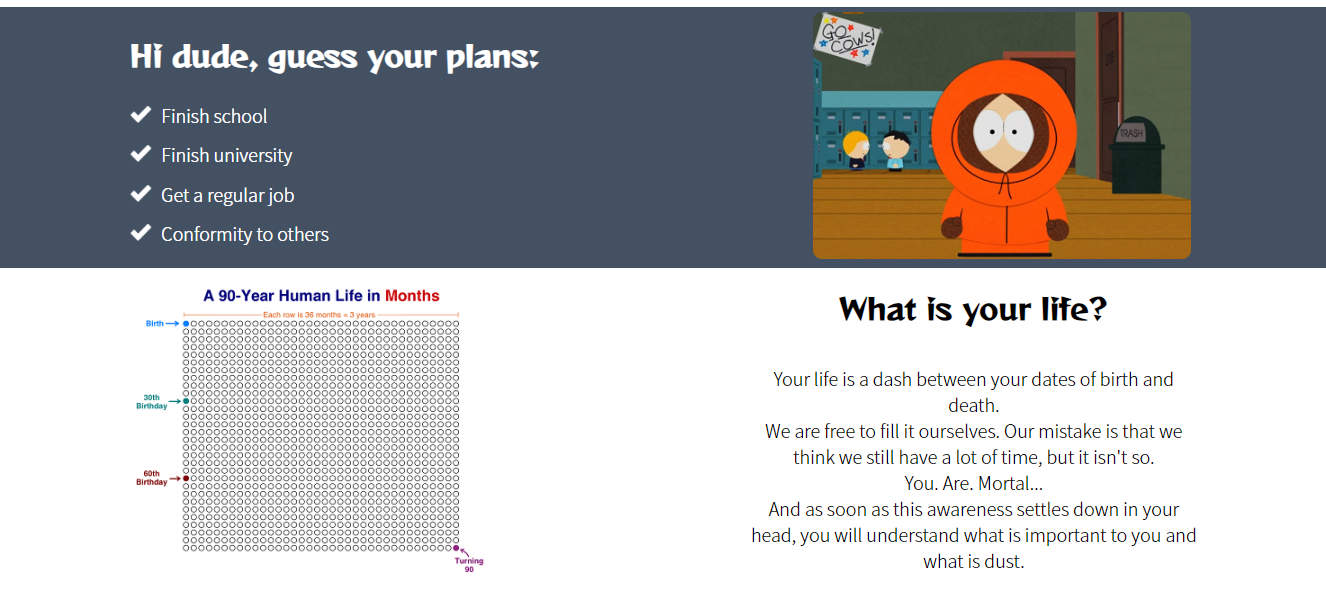 Hi dude, guess your plans:
Finish school
Finish university
Get a regular job
Conformity to others
GO
COWS!
TRASH
A 90-Year Human Life in Months
Each row is 36 months = 3 years
Birth
30th
Birthday
60th
Birthday
Turning
90
What is your life?
Your life is a dash between your dates of birth and
death.
We are free to fill it ourselves. Our mistake is that we
think we still have a lot of time, but it isn't so.
You. Are. Mortal...
And as soon as this awareness settles down in your
head, you will understand what is important to you and
what is dust.